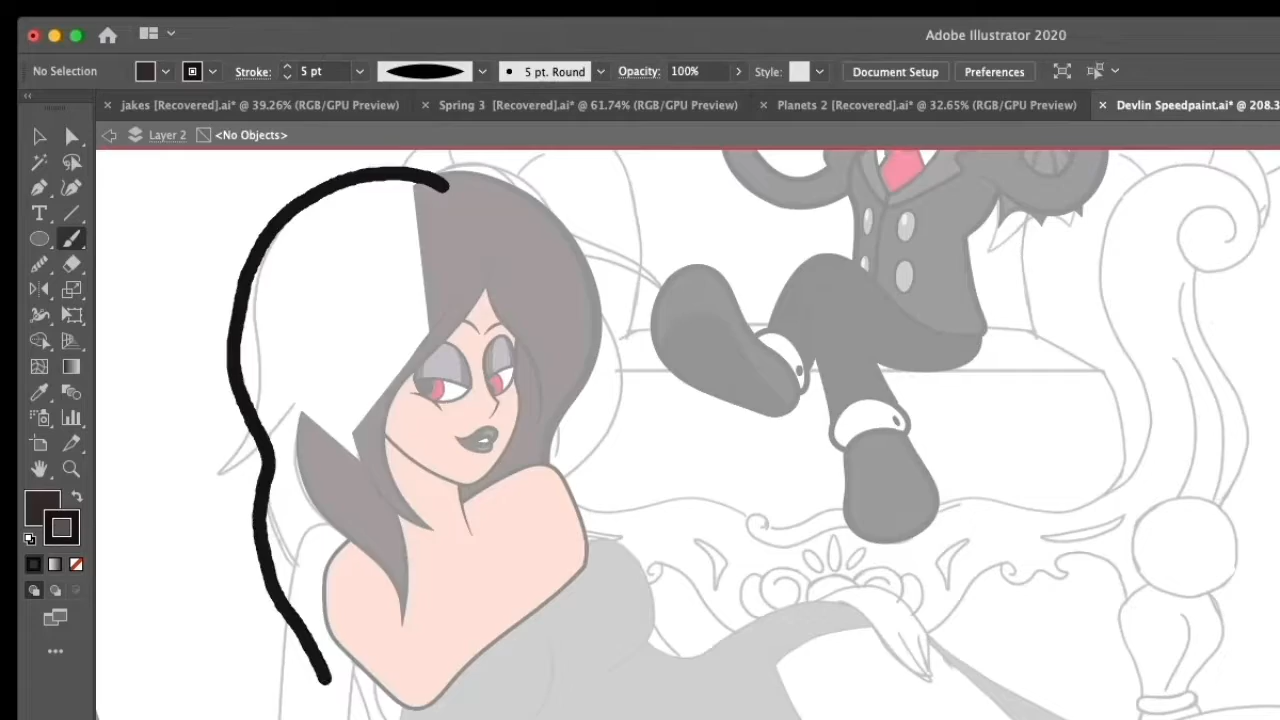 Adobe Illustrator 2020
No Selection Stroke: 5 pt 5 pt. Round Opacity: 100% Style: Document Setup Preferences
jakes [Recovered].ai* @ 39.26% (RGB/GPU Preview) Spring 3 [Recovered].ai* @ 61.74% (RGB/GPU Preview) Planets 2 [Recovered].ai* @ 32.65% (RGB/GPU Preview) Devlin Speedpaint.ai* @ 208.3
Layer 2 <No Objects>